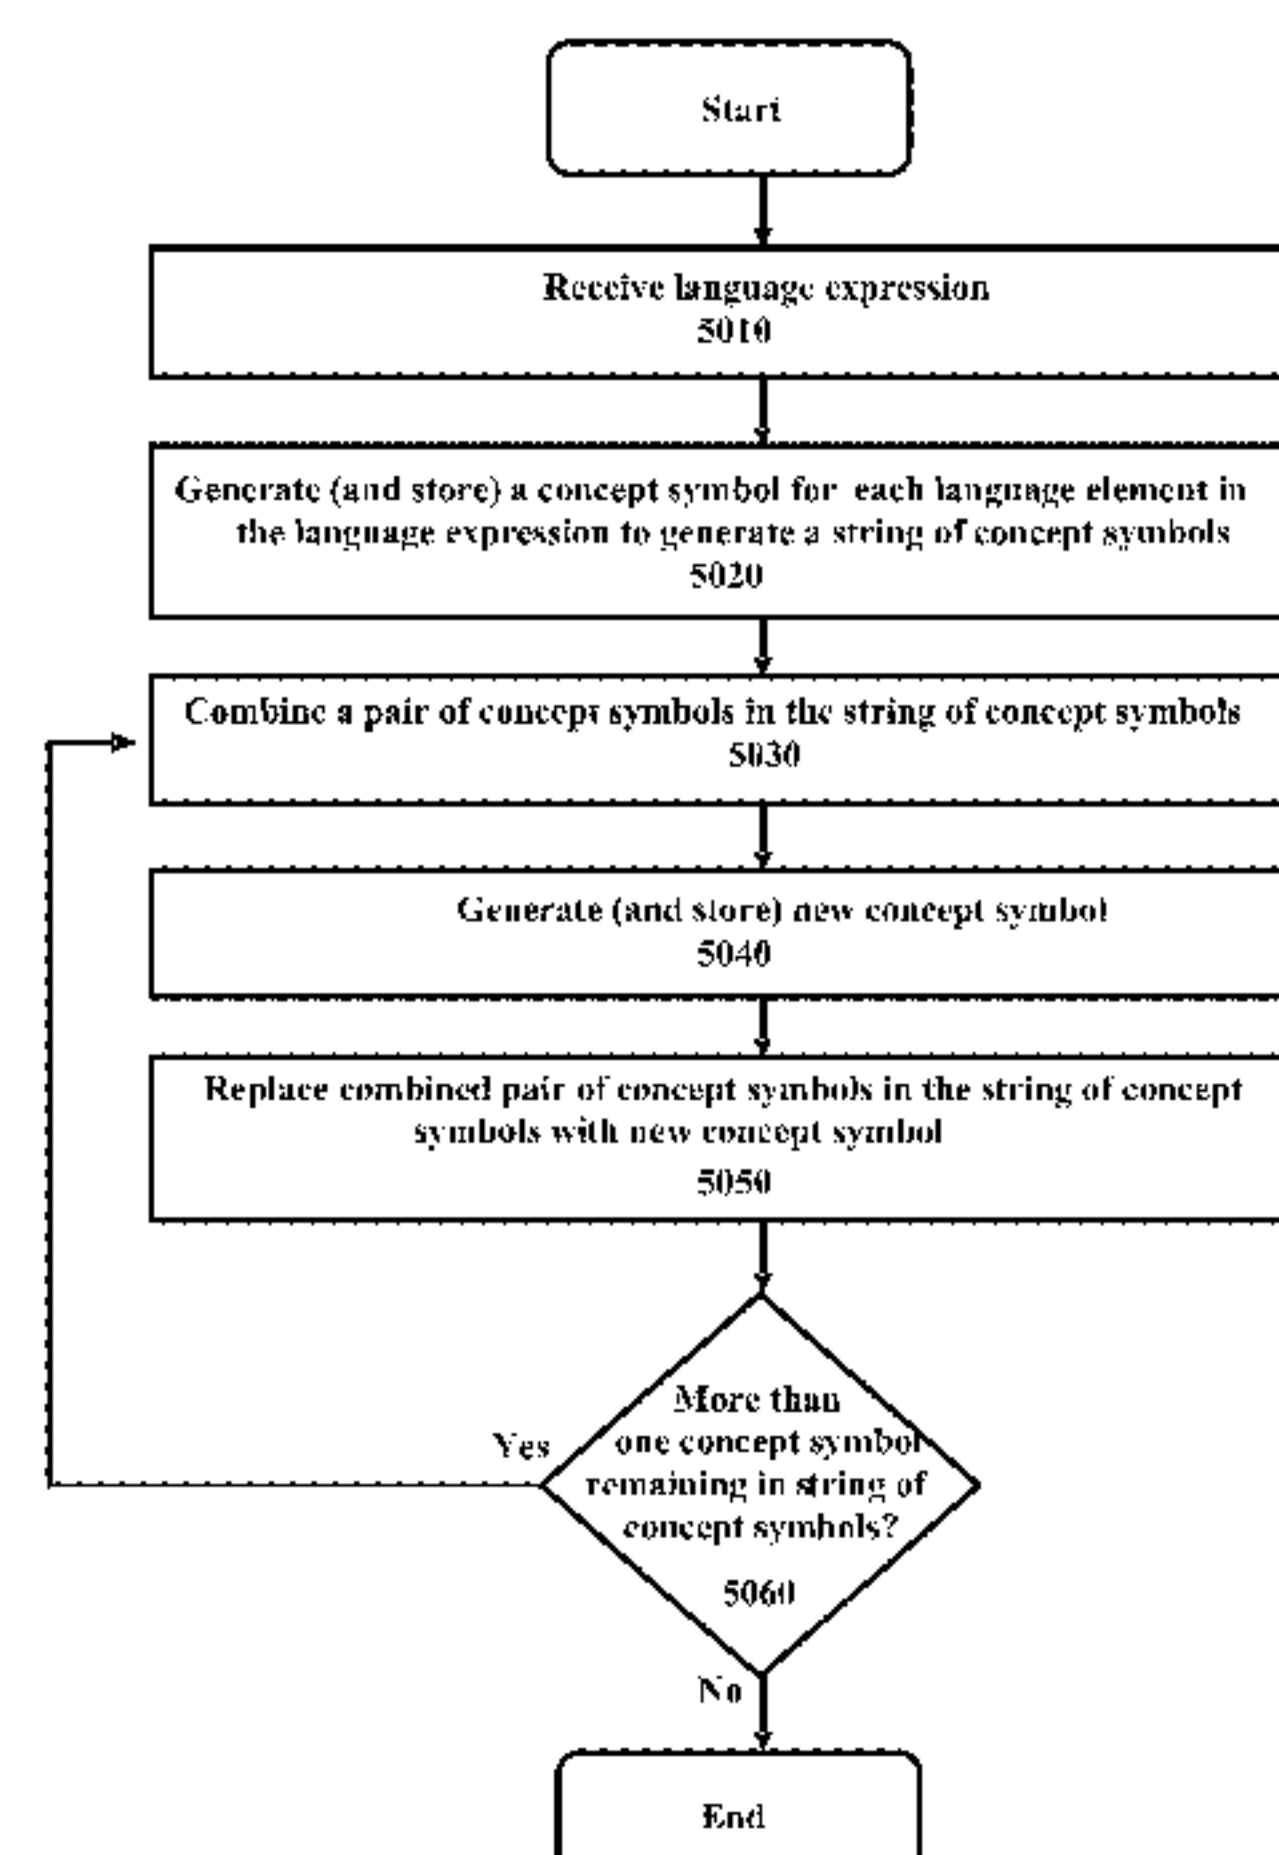 Start
Receive language expression
5010
Generate (and store) a concept symbol for each language element in
the language expression to generate a string of concept symbols
5020
Combine a pair of concept symbols in the string of concept symbols
5030
Generate (and store) new concept symbol
5040
Replace combined pair of concept symbols in the string of concept
symbols with new concept symbol
5050
More than
Yes
one concept symbol
remaining in string of
concept symbols?
5060
No
End